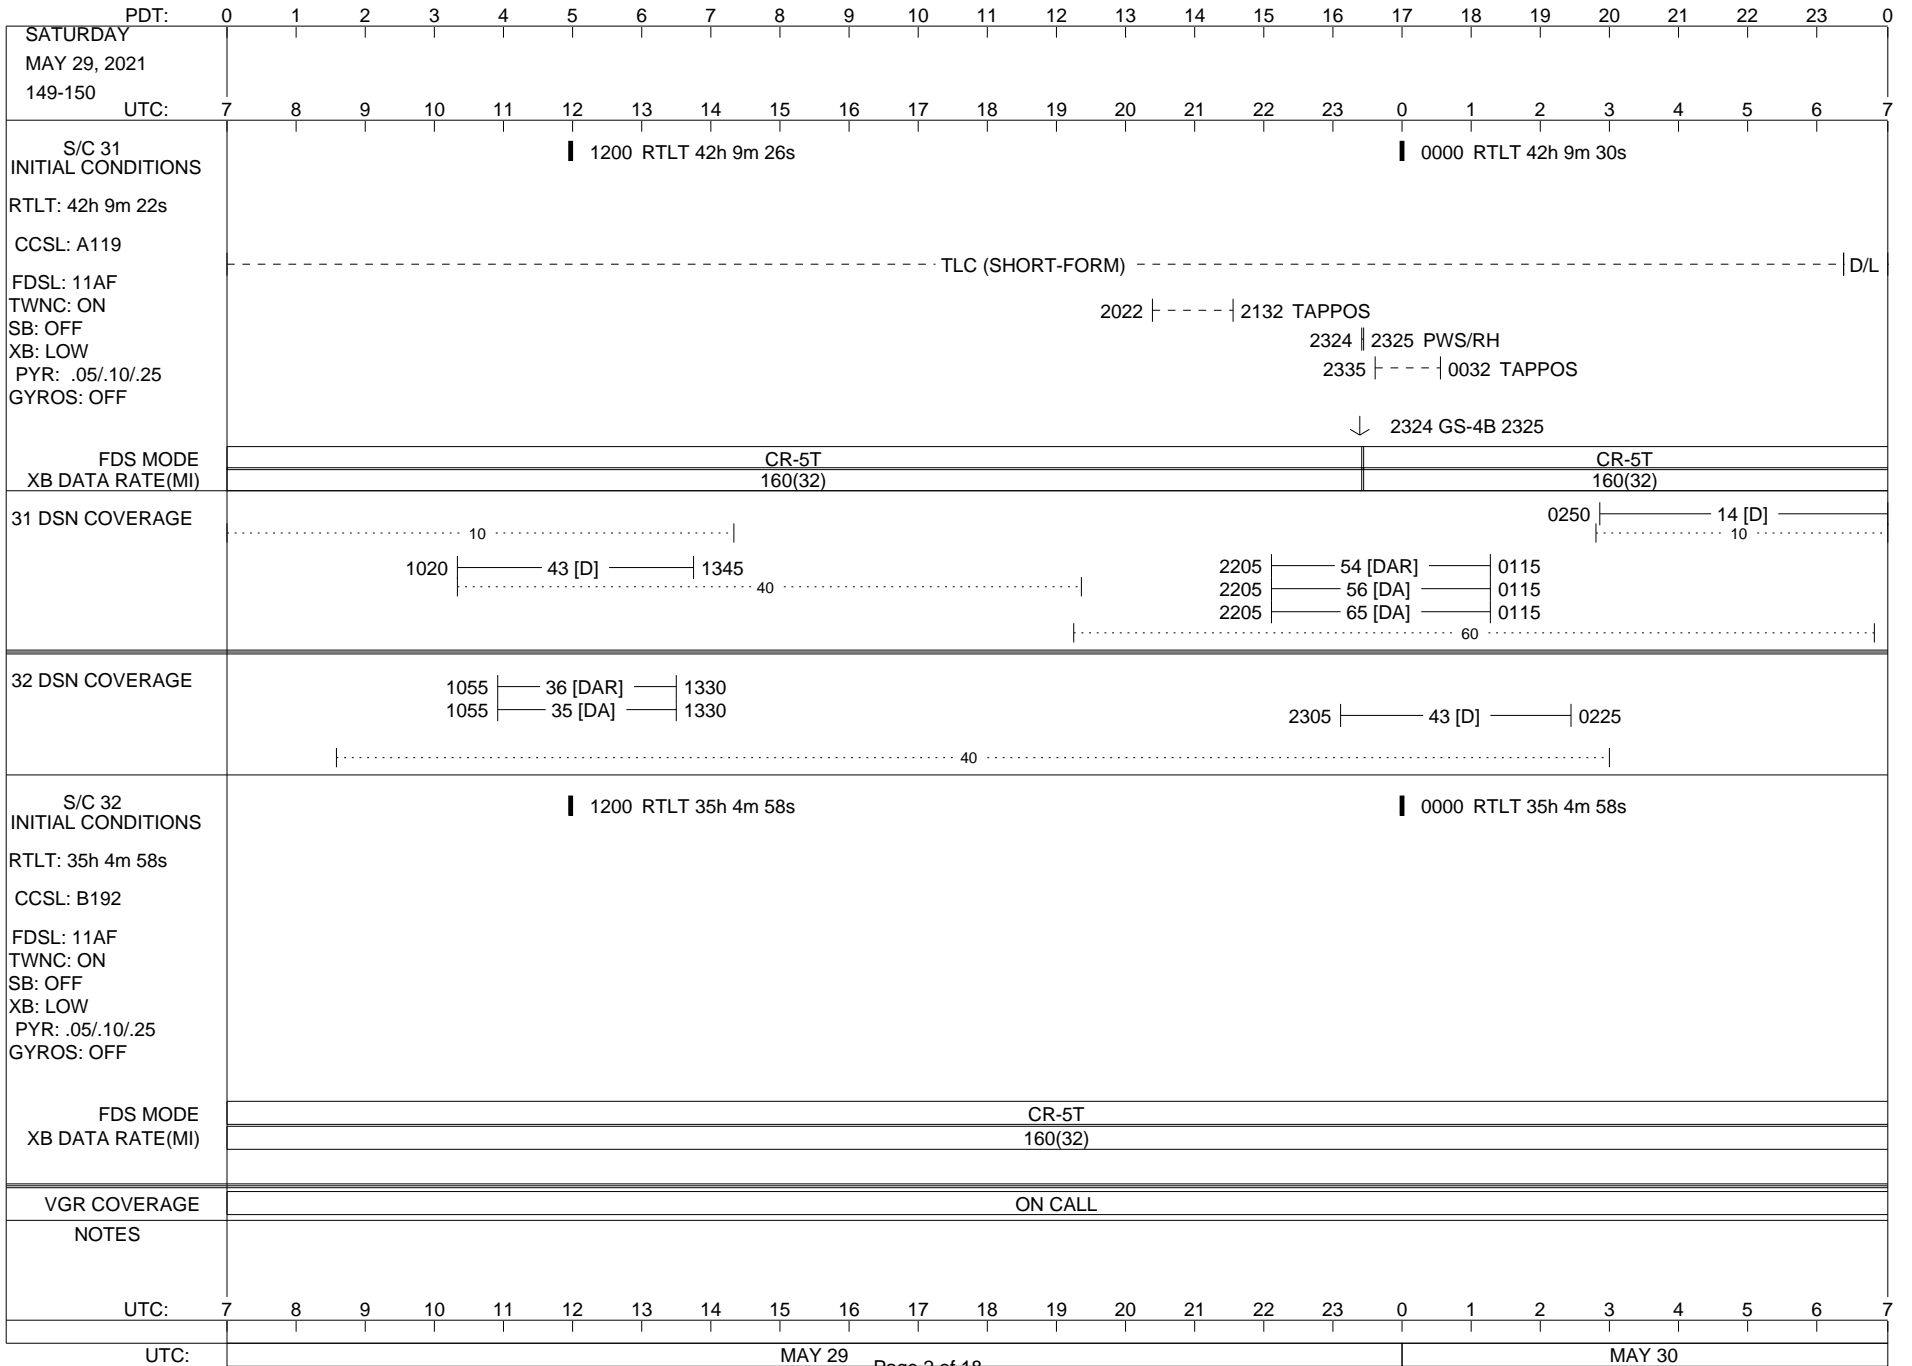 PDT: 0 1 2 3 4 5 6 7 8 9 10 11 12 13 14 15 16 17 18 19 20 21 22 23 0
SATURDAY
MAY 29, 2021
149-150
UTC: 7 8 9 10 11 12 13 14 15 16 17 18 19 20 21 22 23 0 1 2 3 4 5 6 7
S/C 31
INITIAL CONDITIONS
1200 RTLT 42h 9m 26s
0000 RTLT 42h 9m 30s
RTLT: 42h 9m 22s
CCSL: A119
TLC (SHORT-FORM) D/L
FDSL: 11AF
TWNC: ON
SB: OFF
XB: LOW
PYR: .05/.10/.25
GYROS: OFF
2022 2132 TAPPOS
2324 2325 PWS/RH
2335 0032 TAPPOS
2324 GS-4B 2325
FDS MODE CR-5T CR-5T
XB DATA RATE(MI) 160(32) 160(32)
31 DSN COVERAGE
0250 14 [D]
10 10
1020 43 [D] 1345
40
2205 54 [DAR] 0115
2205 56 [DA] 0115
2205 65 [DA] 0115
60
32 DSN COVERAGE
1055 36 [DAR] 1330
1055 35 [DA] 1330
2305 43 [D] 0225
40
S/C 32
INITIAL CONDITIONS
1200 RTLT 35h 4m 58s
0000 RTLT 35h 4m 58s
RTLT: 35h 4m 58s
CCSL: B192
FDSL: 11AF
TWNC: ON
SB: OFF
XB: LOW
PYR: .05/.10/.25
GYROS: OFF
FDS MODE CR-5T
XB DATA RATE(MI) 160(32)
VGR COVERAGE ON CALL
NOTES
UTC: 7 8 9 10 11 12 13 14 15 16 17 18 19 20 21 22 23 0 1 2 3 4 5 6 7
UTC: MAY 29 MAY 30
Page 2 of 18